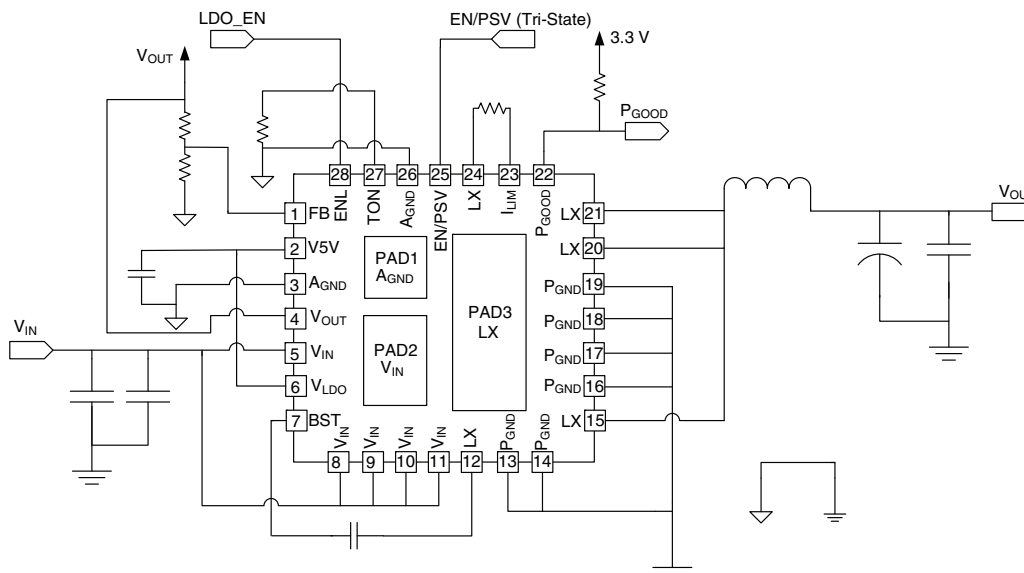 LDO_EN
EN/PSV (Tri-State)
3.3 V
VOUT
PGOOD
28 27 26 25 24 23 22
ENL TON AGND EN/PSV LX ILIM PGOOD
1 FB
2 V5V
3 AGND
4 VOUT
5 VIN
6 VLDO
7 BST
PAD1
AGND
PAD2
VIN
PAD3
LX
LX 21
LX 20
PGND 19
PGND 18
PGND 17
PGND 16
LX 15
VOU
VIN
VIN VIN VIN VIN LX PGND PGND
8 9 10 11 12 13 14